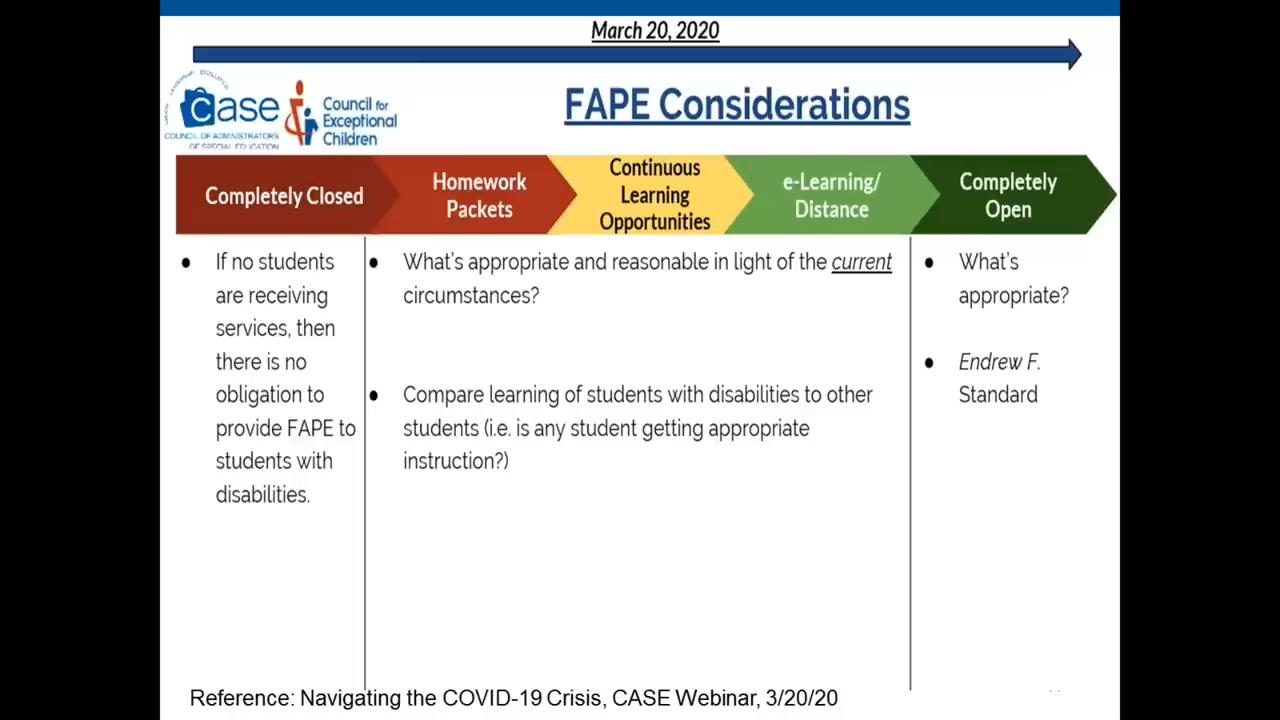 March 20, 2020
case
COUNCIL OF ADMINISTRATORS
OF SPECIAL EDUCATION
Council for
Exceptional
Children
FAPE Considerations
Completely Closed
Homework
Packets
Continuous
Learning
Opportunities
e-Learning/
Distance
Completely
Open
● If no students
are receiving
services, then
there is no
obligation to
provide FAPE to
students with
disabilities.
● What's appropriate and reasonable in light of the current
circumstances?
● Compare learning of students with disabilities to other
students (i.e. is any student getting appropriate
instruction?)
● What's
appropriate?
● Endrew F.
Standard
Reference: Navigating the COVID-19 Crisis, CASE Webinar, 3/20/20